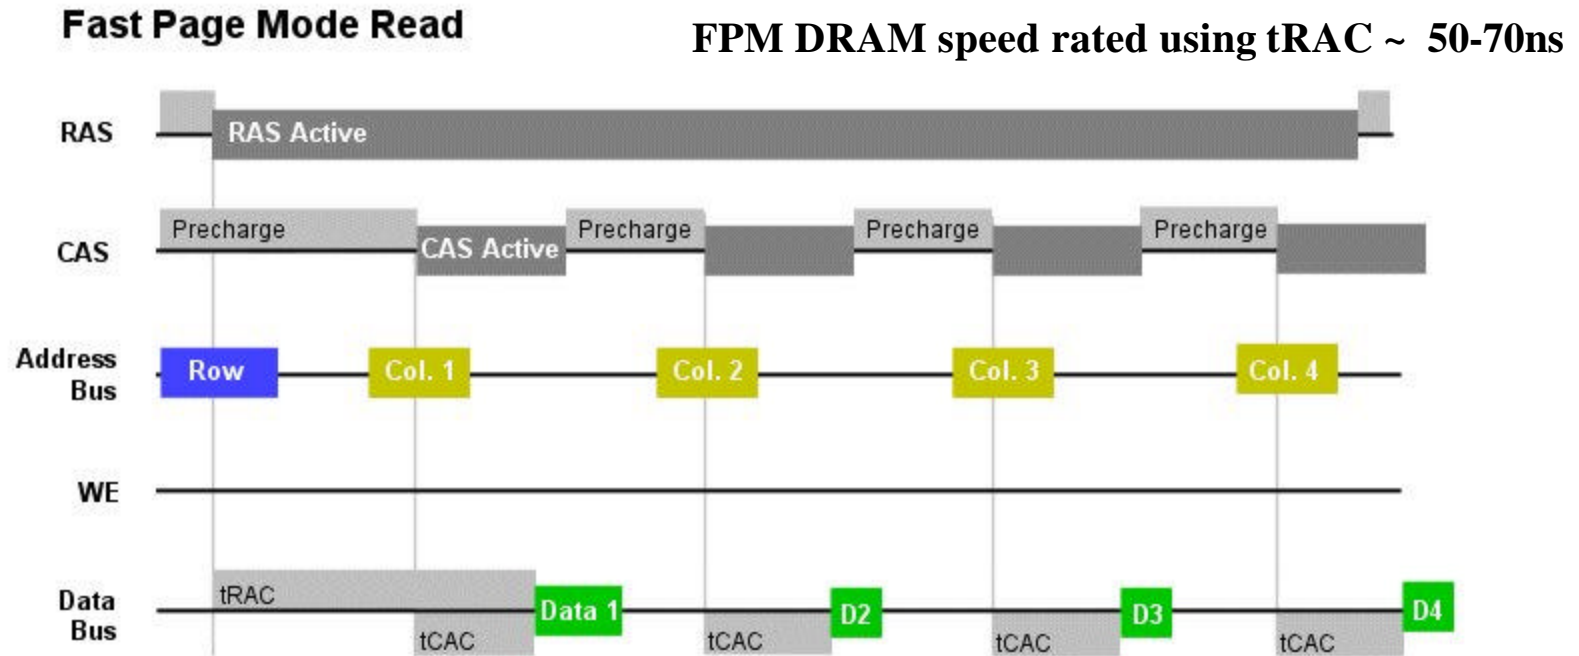 Fast Page Mode Read
FPM DRAM speed rated using tRAC ~ 50-70ns
RAS
RAS Active
CAS
Precharge
CAS Active
Precharge
Precharge
Precharge
Address
Bus
Row
Col. 1
Col. 2
Col. 3
Col. 4
WE
Data
Bus
tRAC
tCAC
Data 1
tCAC
D2
tCAC
D3
tCAC
D4